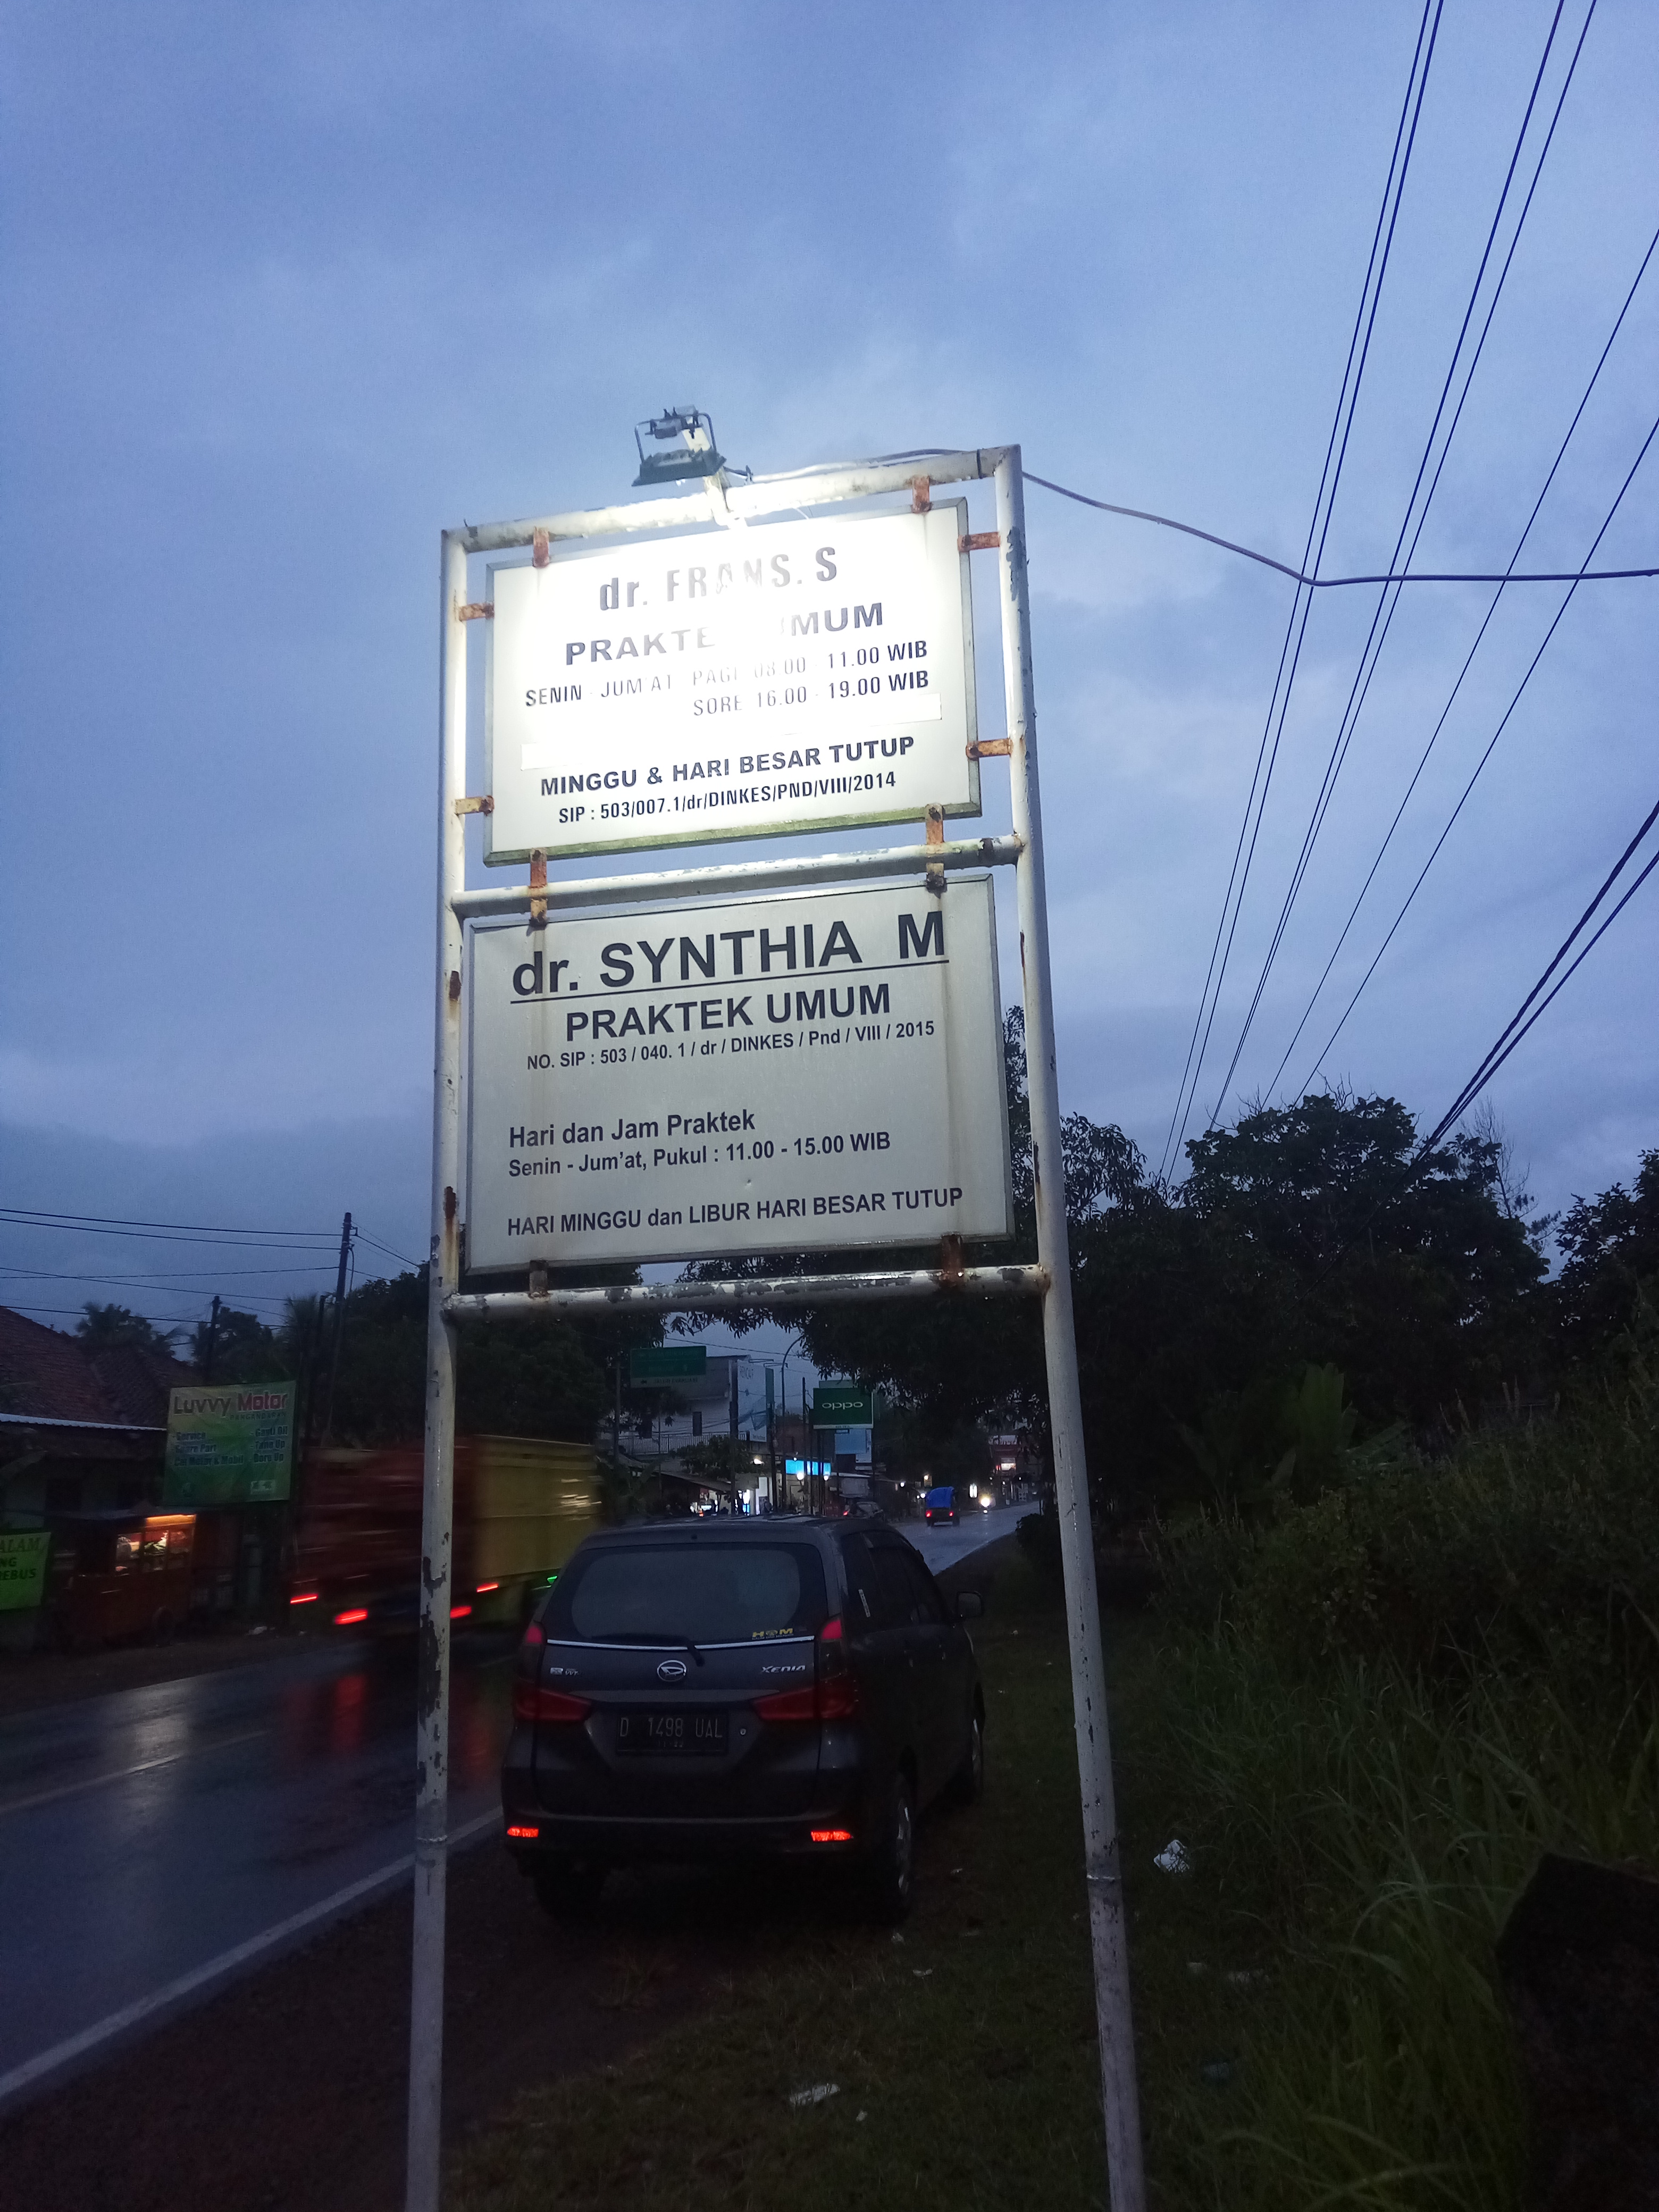 dr. FRANS. S
PRAKTE UMUM
SENIN - JUM'AT PAGI 08.00 - 11.00 WIB
SORE 16.00 - 19.00 WIB
MINGGU & HARI BESAR TUTUP
SIP : 503/007.1/dr/DINKES/PND/VIII/2014
dr. SYNTHIA M
PRAKTEK UMUM
NO. SIP : 503 / 040. 1 / dr / DINKES / Pnd / VIII / 2015
Hari dan Jam Praktek
Senin - Jum'at, Pukul : 11.00 - 15.00 WIB
HARI MINGGU dan LIBUR HARI BESAR TUTUP
Luvvy Motor
oppo
XENIA
D 1498 UAL